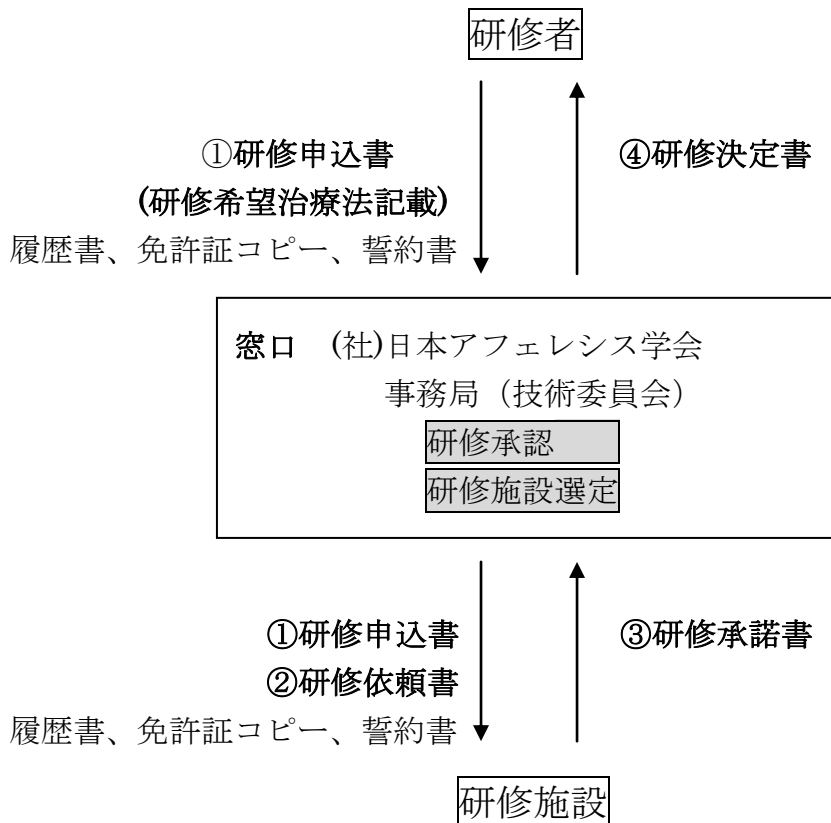 研修者
①研修申込書
④研修決定書
(研修希望治療法記載)
履歴書、免許証コピー、誓約書
窓口 (社)日本アフェレシス学会
事務局（技術委員会）
研修承認
研修施設選定
①研修申込書
③研修承諾書
②研修依頼書
履歴書、免許証コピー、誓約書
研修施設